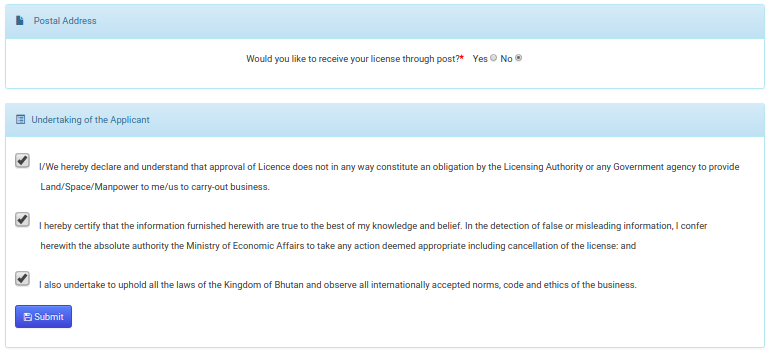 Postal Address
Would you like to receive your license through post?* Yes No
Undertaking of the Applicant
I/We hereby declare and understand that approval of Licence does not in any way constitute an obligation by the Licensing Authority or any Government agency to provide
Land/Space/Manpower to me/us to carry-out business.
I hereby certify that the information furnished herewith are true to the best of my knowledge and belief. In the detection of false or misleading information, I confer
herewith the absolute authority the Ministry of Economic Affairs to take any action deemed appropriate including cancellation of the license: and
I also undertake to uphold all the laws of the Kingdom of Bhutan and observe all internationally accepted norms, code and ethics of the business.
Submit